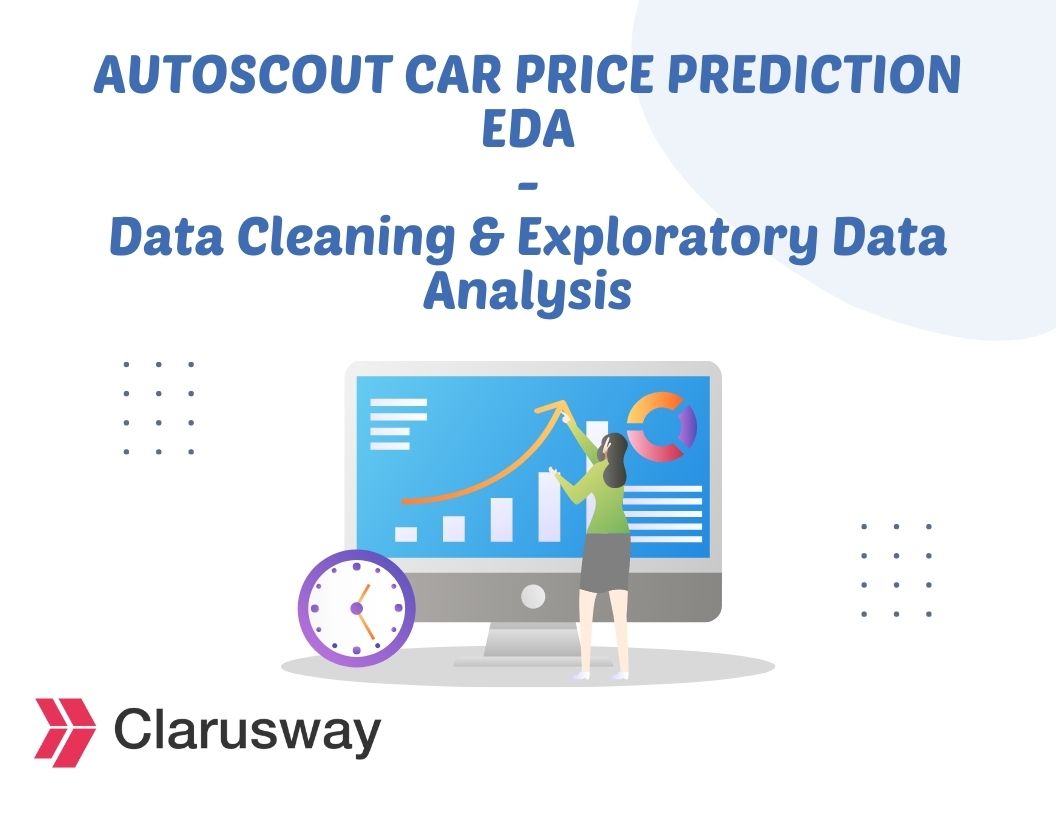 AUTOSCOUT CAR PRICE PREDICTION
EDA
-
Data Cleaning & Exploratory Data
Analysis
Clarusway